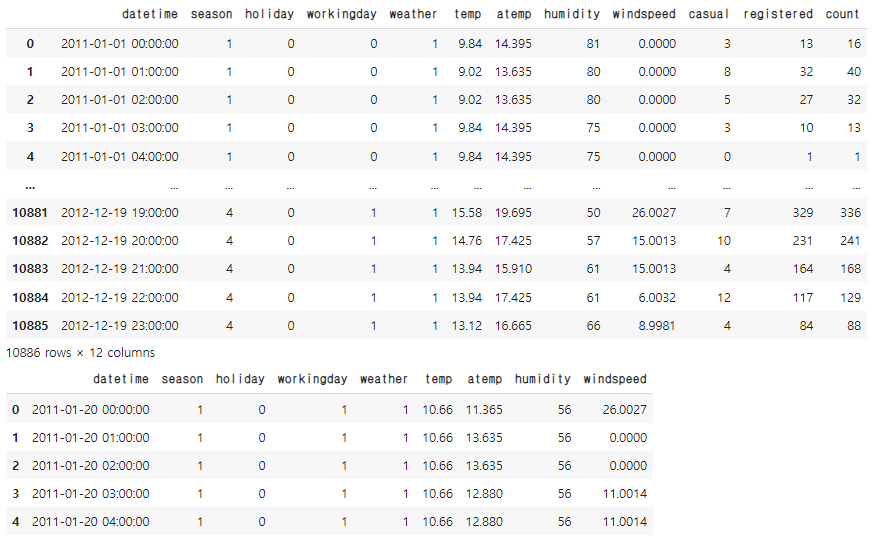 datetime season holiday workingday weather temp atemp humidity windspeed casual registered count
0 2011-01-01 00:00:00 1 0 0 1 9.84 14.395 81 0.0000 3 13 16
1 2011-01-01 01:00:00 1 0 0 1 9.02 13.635 80 0.0000 8 32 40
2 2011-01-01 02:00:00 1 0 0 1 9.02 13.635 80 0.0000 5 27 32
3 2011-01-01 03:00:00 1 0 0 1 9.84 14.395 75 0.0000 3 10 13
4 2011-01-01 04:00:00 1 0 0 1 9.84 14.395 75 0.0000 0 1 1
... ... ... ... ... ... ... ... ... ... ... ... ...
10881 2012-12-19 19:00:00 4 0 1 1 15.58 19.695 50 26.0027 7 329 336
10882 2012-12-19 20:00:00 4 0 1 1 14.76 17.425 57 15.0013 10 231 241
10883 2012-12-19 21:00:00 4 0 1 1 13.94 15.910 61 15.0013 4 164 168
10884 2012-12-19 22:00:00 4 0 1 1 13.94 17.425 61 6.0032 12 117 129
10885 2012-12-19 23:00:00 4 0 1 1 13.12 16.665 66 8.9981 4 84 88
10886 rows × 12 columns
datetime season holiday workingday weather temp atemp humidity windspeed
0 2011-01-20 00:00:00 1 0 1 1 10.66 11.365 56 26.0027
1 2011-01-20 01:00:00 1 0 1 1 10.66 13.635 56 0.0000
2 2011-01-20 02:00:00 1 0 1 1 10.66 13.635 56 0.0000
3 2011-01-20 03:00:00 1 0 1 1 10.66 12.880 56 11.0014
4 2011-01-20 04:00:00 1 0 1 1 10.66 12.880 56 11.0014